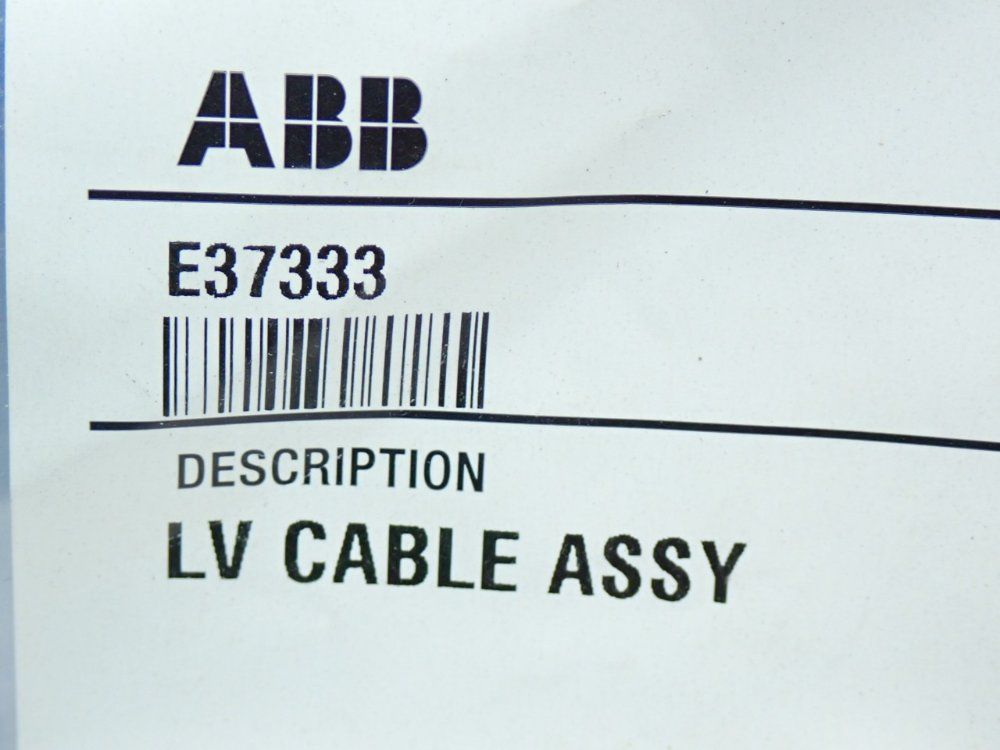 ABB
E37333
DESCRIPTION
LV CABLE ASSY